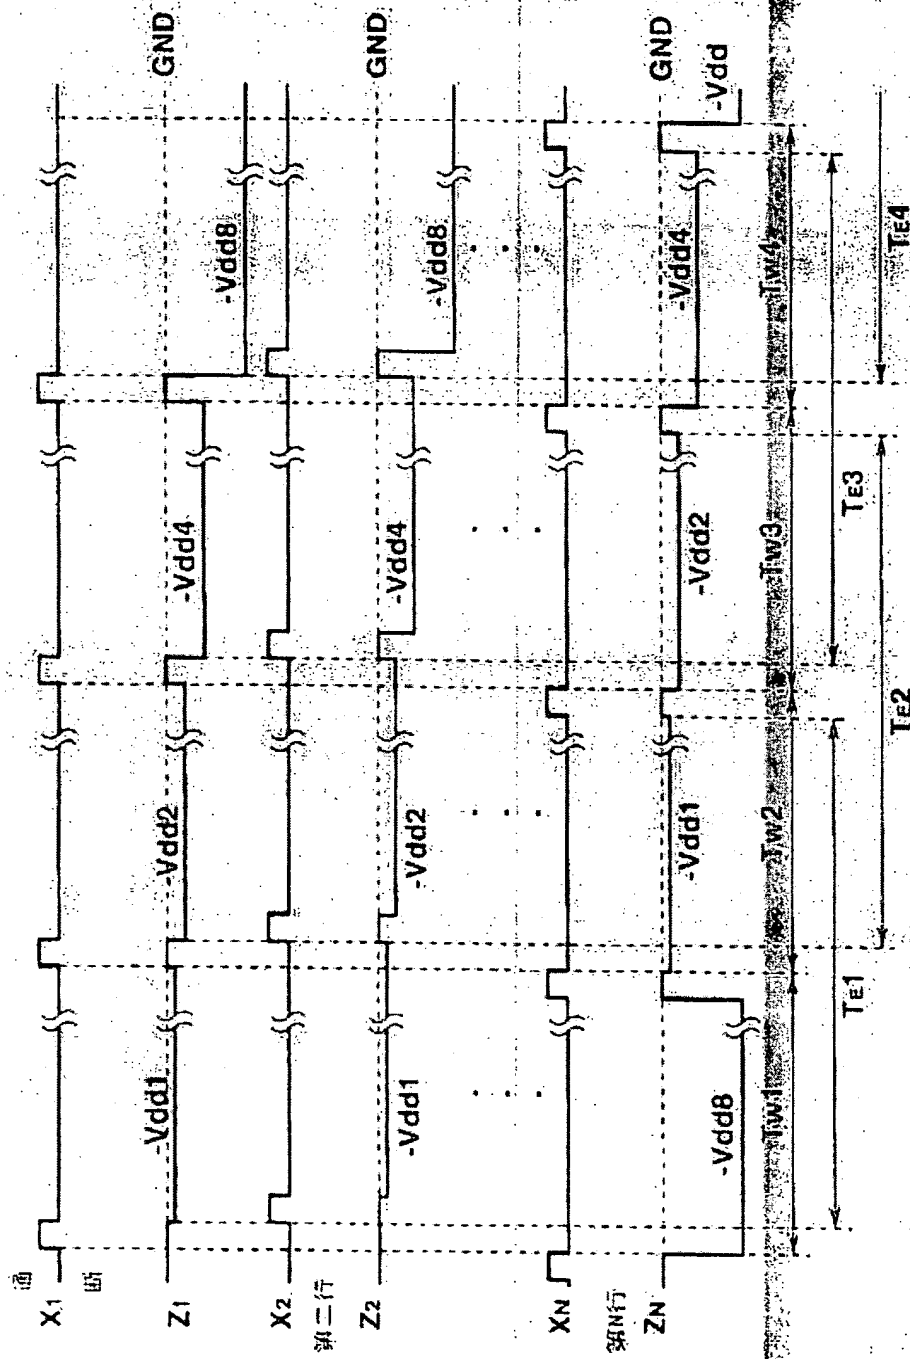 通
断
X1
Z1 -Vdd1 -Vdd2 -Vdd4 -Vdd8 GND
X2
第二行
Z2 -Vdd1 -Vdd2 -Vdd4 -Vdd8 GND
XN
第N行
ZN -Vdd8 -Vdd1 -Vdd2 -Vdd4 -Vdd GND
Tw1 Tw2 Tw3 Tw4
TE1 TE3
TE2 TE4